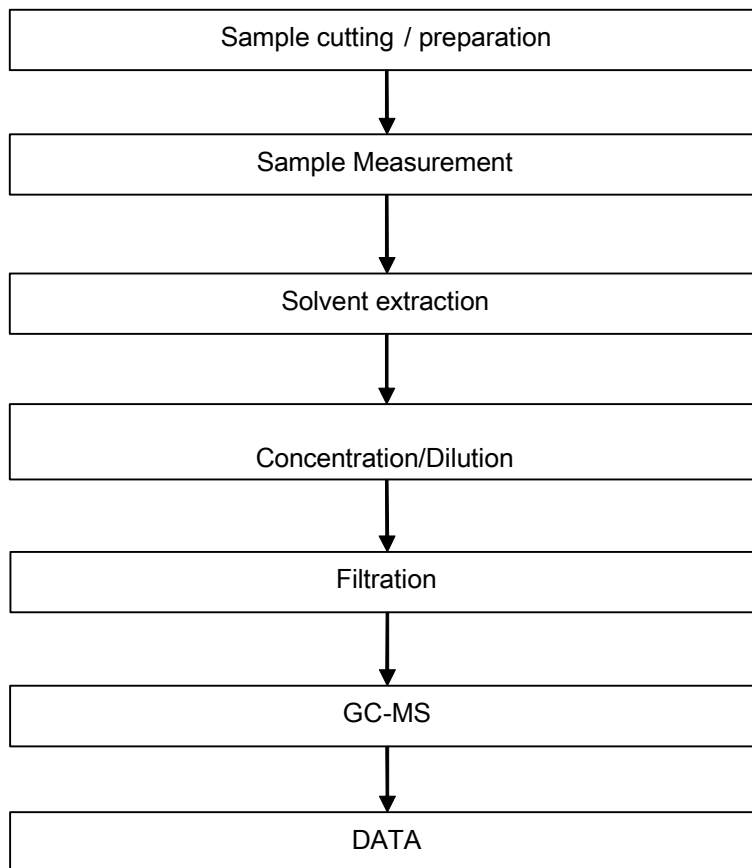 Sample cutting / preparation
Sample Measurement
Solvent extraction
Concentration/Dilution
Filtration
GC-MS
DATA